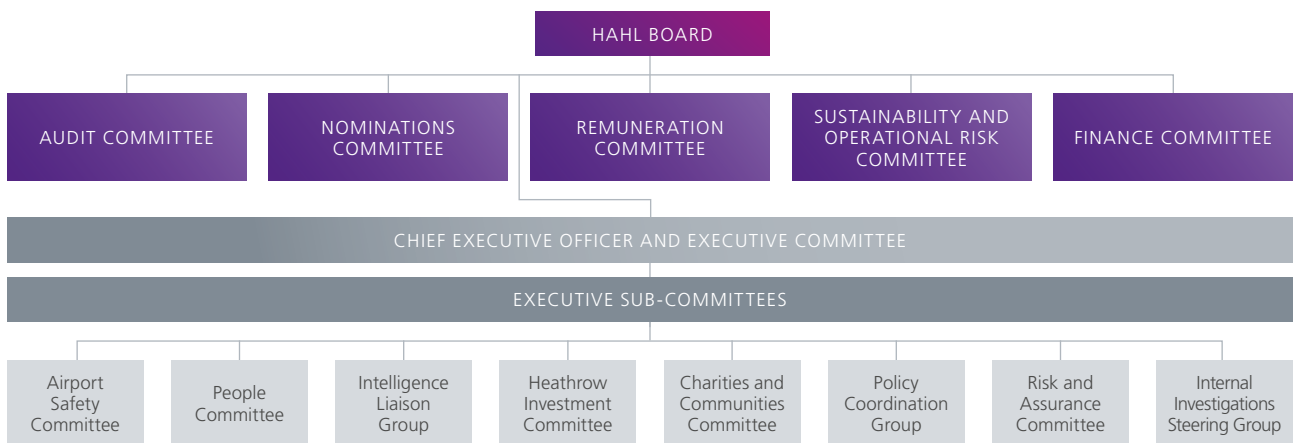 HAHL BOARD
AUDIT COMMITTEE
NOMINATIONS
COMMITTEE
REMUNERATION
COMMITTEE
SUSTAINABILITY AND
OPERATIONAL RISK
COMMITTEE
FINANCE COMMITTEE
CHIEF EXECUTIVE OFFICER AND EXECUTIVE COMMITTEE
EXECUTIVE SUB-COMMITTEES
Airport
Safety
Committee
People
Committee
Intelligence
Liaison
Group
Heathrow
Investment
Committee
Charities and
Communities
Committee
Policy
Coordination
Group
Risk and
Assurance
Committee
Internal
Investigations
Steering Group